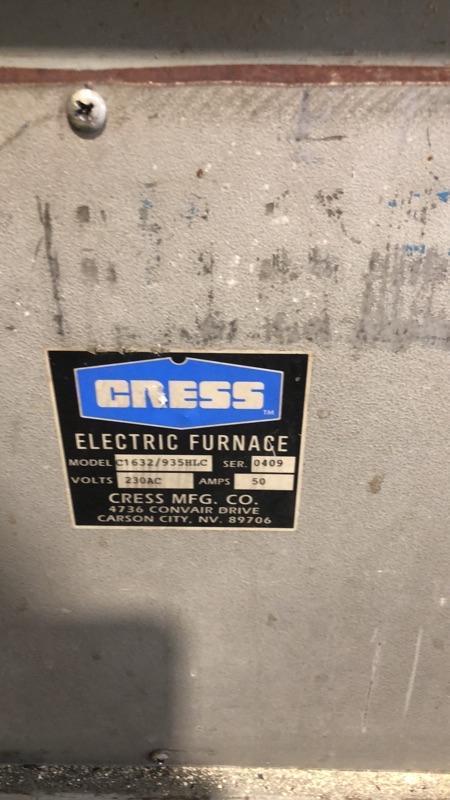 CRESS
TM
ELECTRIC FURNACE
MODEL C1632/935HLC SER. 0409
VOLTS 230AC AMPS 50
CRESS MFG. CO.
4736 CONVAIR DRIVE
CARSON CITY, NV. 89706